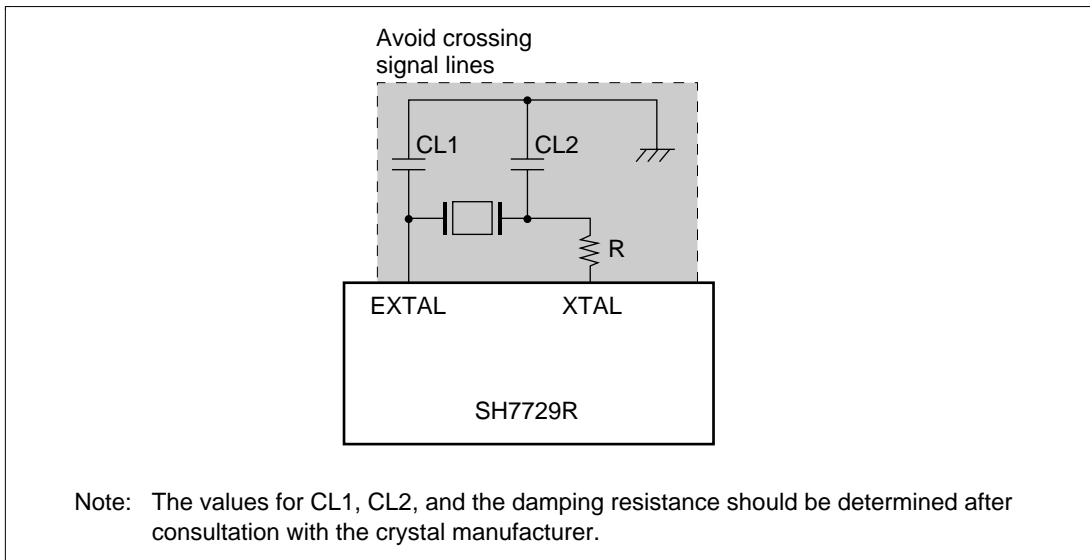 Avoid crossing
signal lines
CL1
CL2
R
EXTAL
XTAL
SH7729R
Note: The values for CL1, CL2, and the damping resistance should be determined after
consultation with the crystal manufacturer.